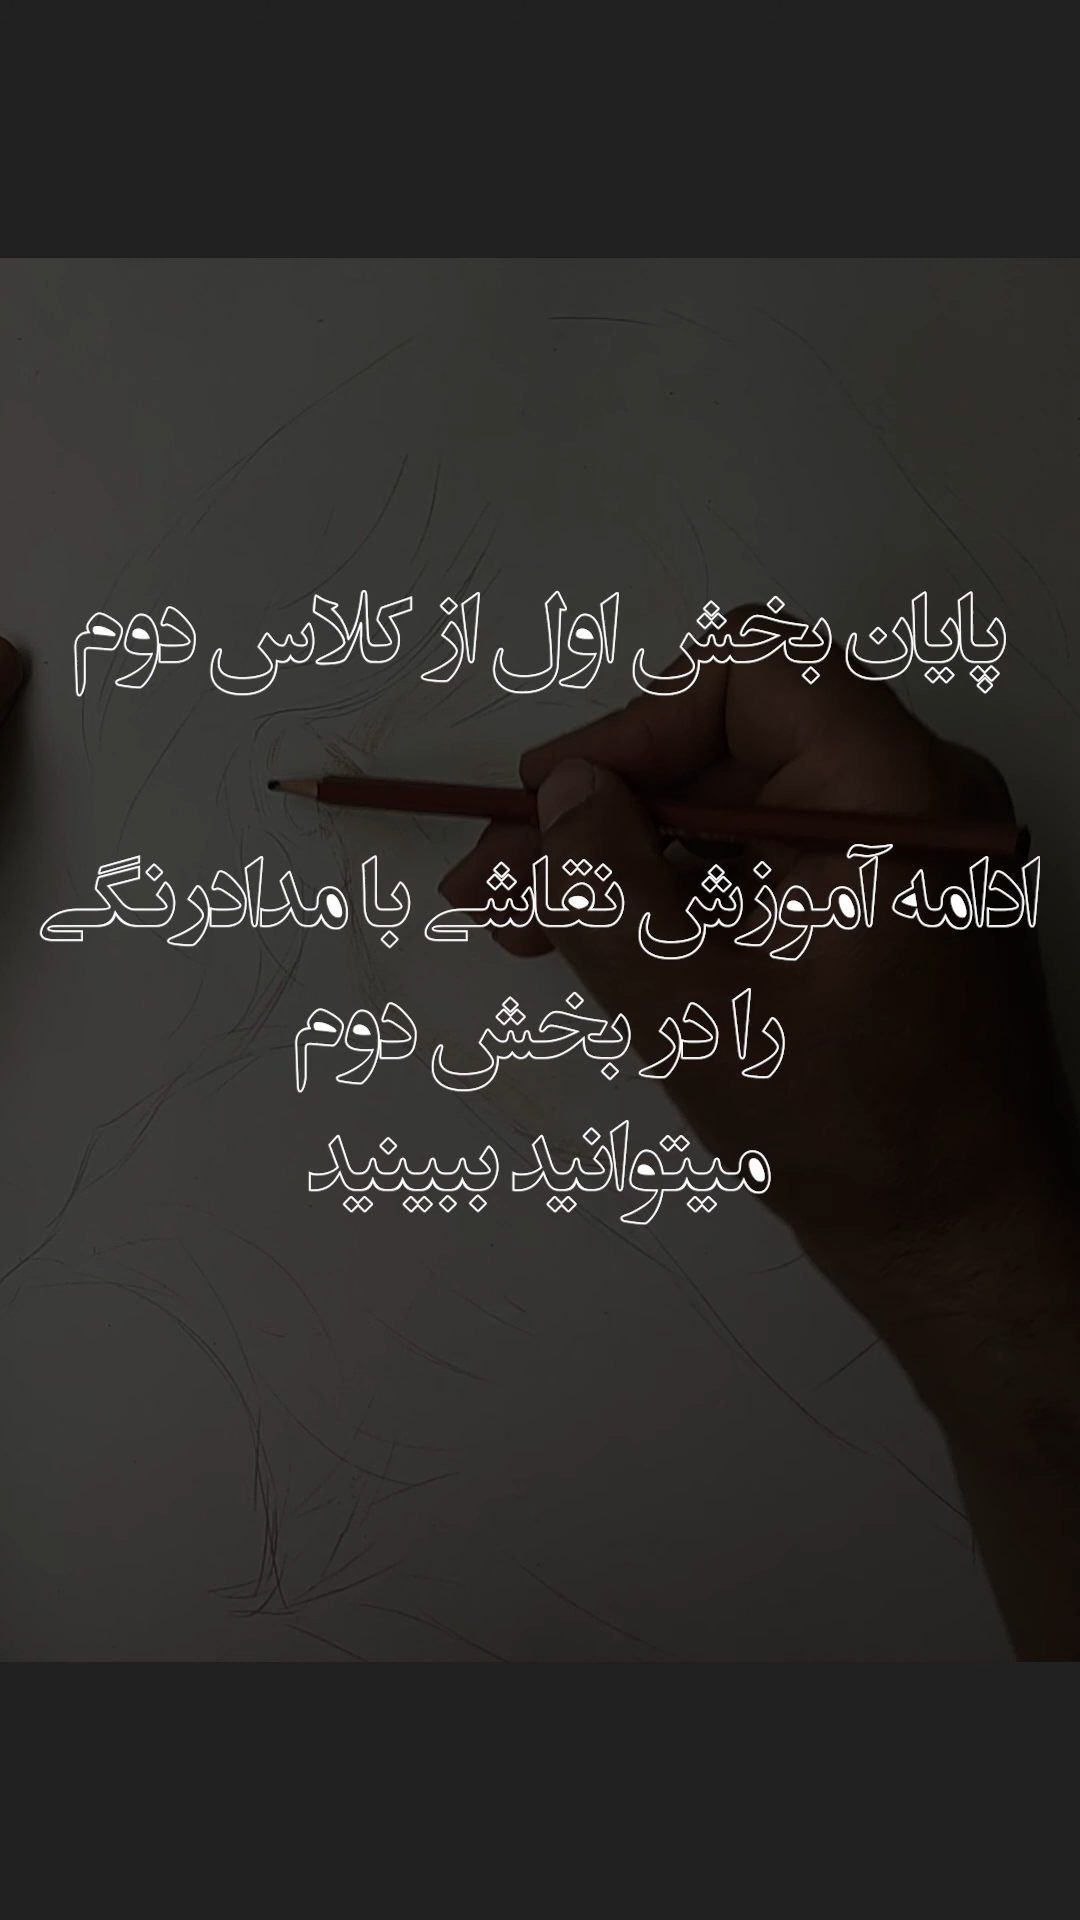 پایان بخش اول از کلاس دوم
ادامه آموزش نقاشی با مدادرنگی
را در بخش دوم
میتوانید ببینید